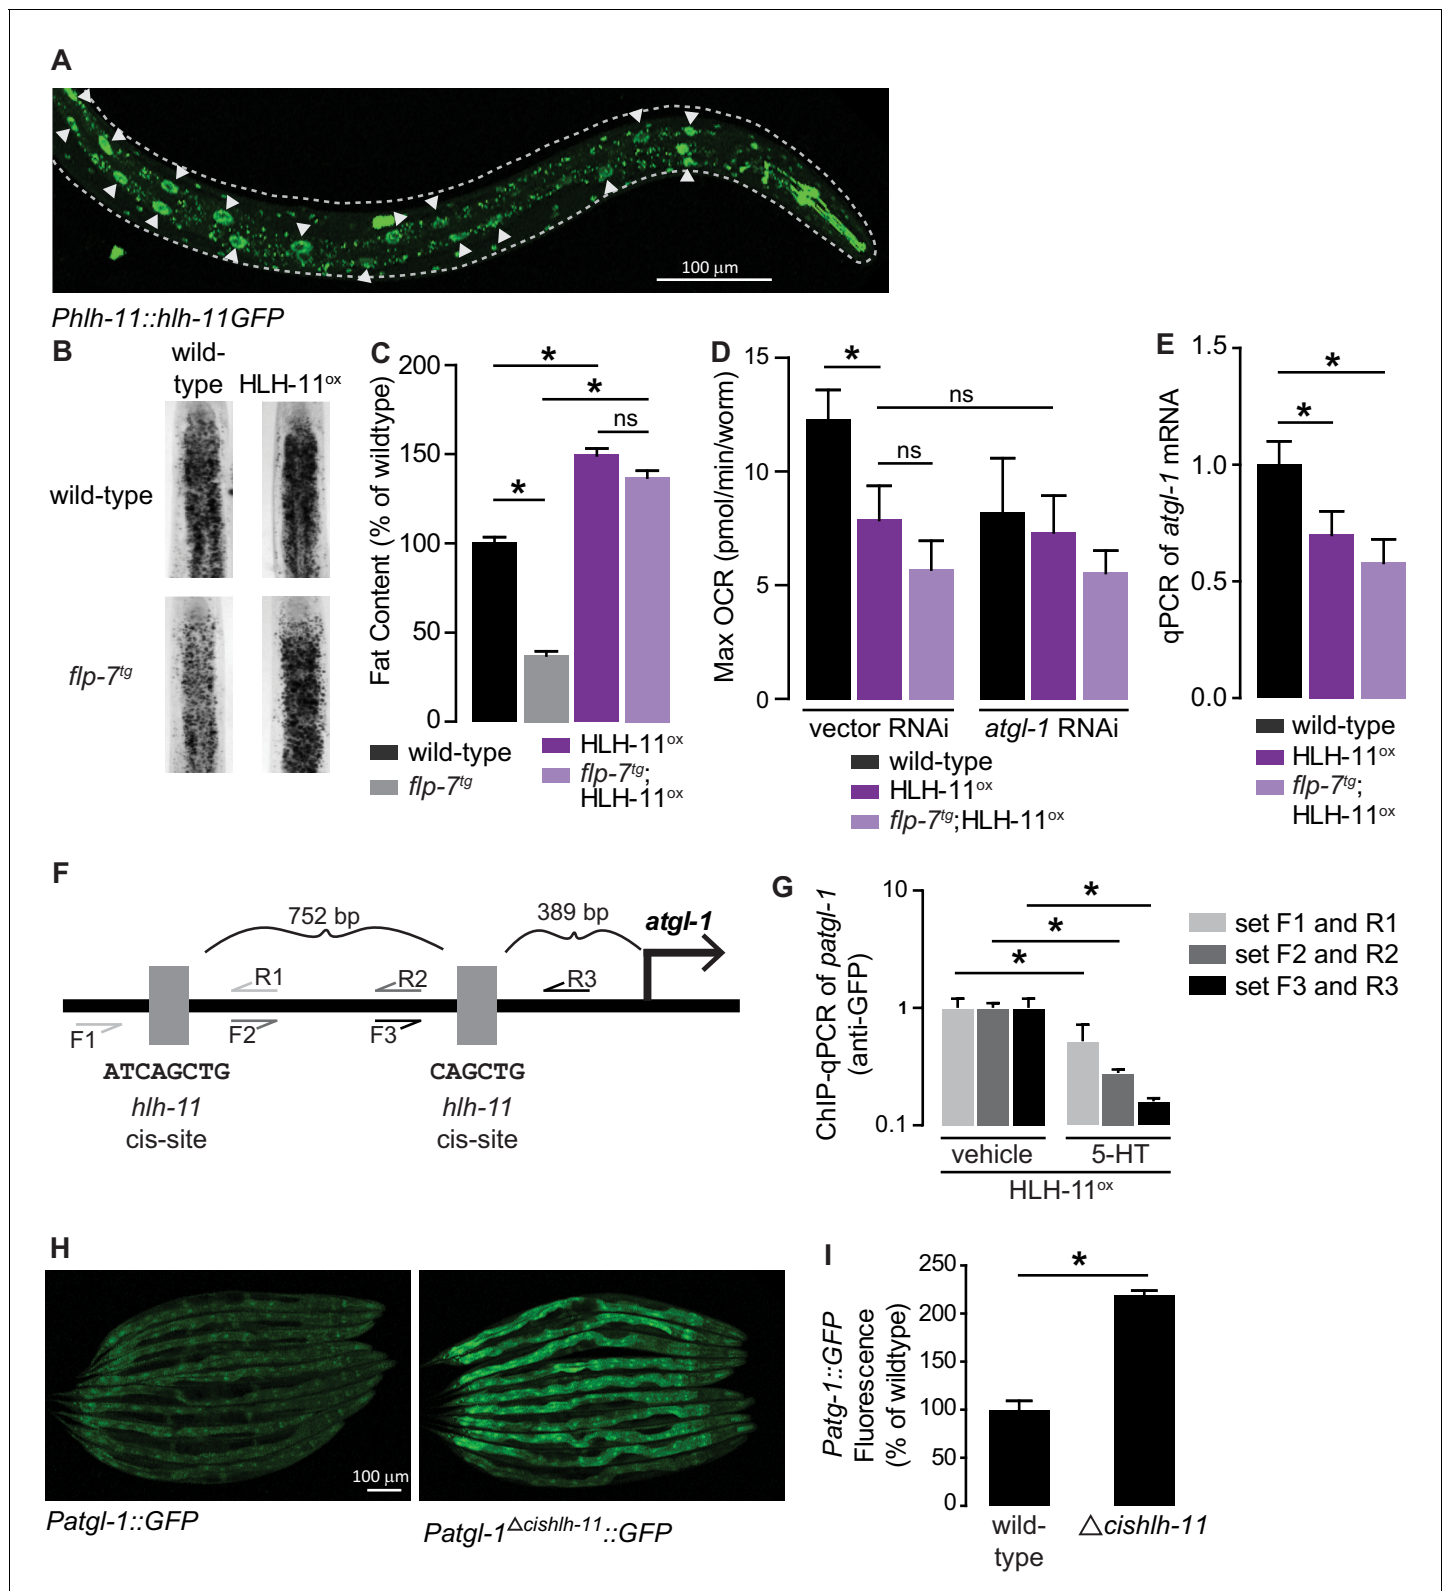 A
100 μm
Phlh-11::hlh-11GFP
B
wild-
type
HLH-11ox
wild-type
flp-7tg
C
Fat Content (% of wildtype)
200
150
100
50
0
*
*
ns
*
wild-type
flp-7tg
HLH-11ox
flp-7tg;
HLH-11ox
D
Max OCR (pmol/min/worm)
15
10
5
0
*
ns
ns
vector RNAi
atgl-1 RNAi
wild-type
HLH-11ox
flp-7tg;HLH-11ox
E
qPCR of atgl-1 mRNA
1.5
1.0
0.5
0.0
*
*
wild-type
HLH-11ox
flp-7tg;
HLH-11ox
F
752 bp
389 bp
atgl-1
R1
R2
R3
F1
F2
F3
ATCAGCTG
hlh-11
cis-site
CAGCTG
hlh-11
cis-site
G
ChIP-qPCR of patgl-1
(anti-GFP)
10
1
0.1
*
*
*
vehicle
5-HT
HLH-11ox
set F1 and R1
set F2 and R2
set F3 and R3
H
100 μm
Patgl-1::GFP
Patgl-1△cishlh-11::GFP
I
Patg-1::GFP
Fluorescence
(% of wildtype)
250
200
150
100
50
0
*
wild-
type
△cishlh-11